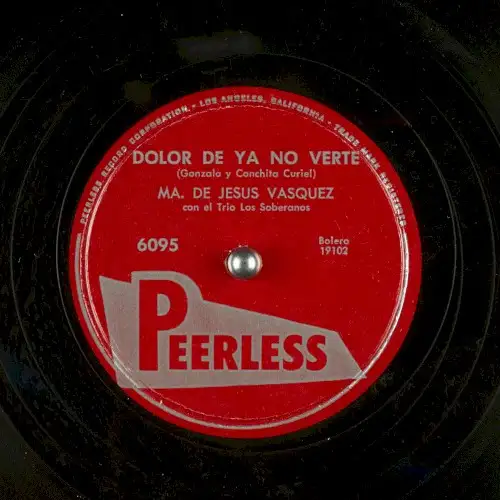 PEERLESS RECORD CORPORATION. - LOS ANGELES, CALIFORNIA - TRADE MARK REGISTERED
DOLOR DE YA NO VERTE
(Gonzalo y Conchita Curiel)
MA. DE JESUS VASQUEZ
con el Trio Los Soberanos
6095
Bolero
19102
PEERLESS